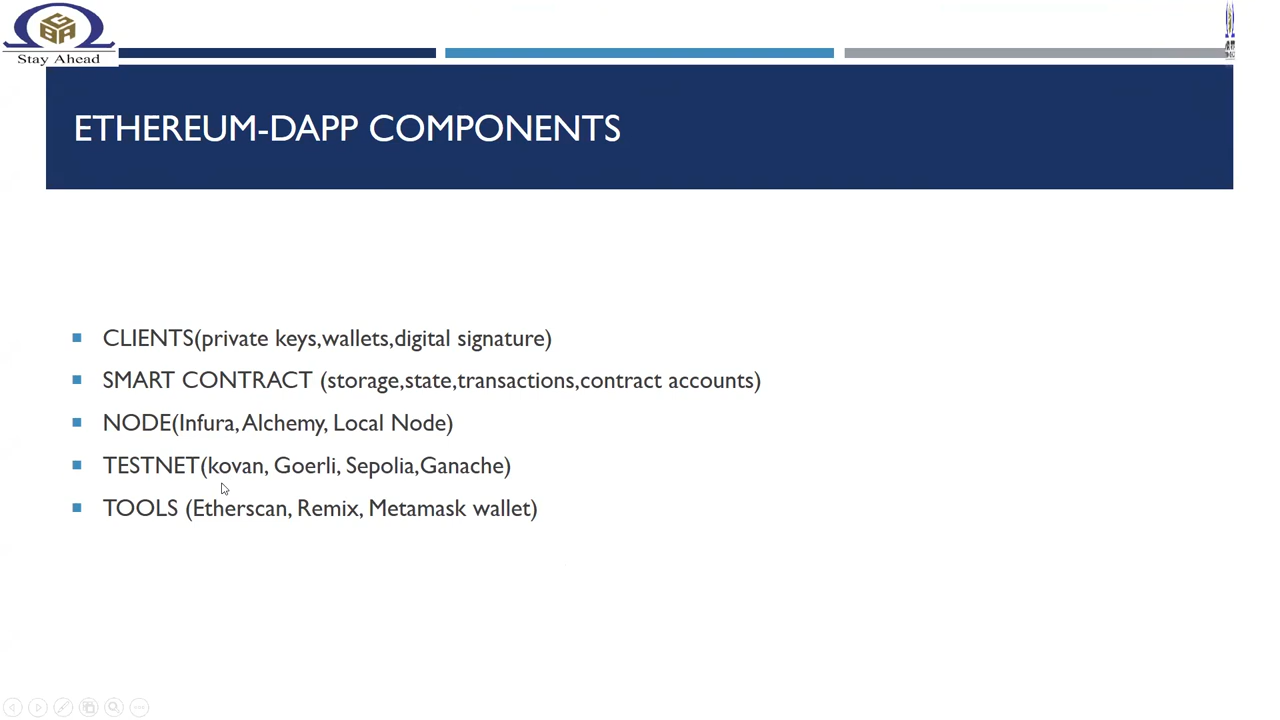 GBA
Stay Ahead
ETHEREUM-DAPP COMPONENTS
CLIENTS(private keys,wallets,digital signature)
SMART CONTRACT (storage,state,transactions,contract accounts)
NODE(Infura,Alchemy, Local Node)
TESTNET(kovan, Goerli, Sepolia,Ganache)
TOOLS (Etherscan, Remix, Metamask wallet)